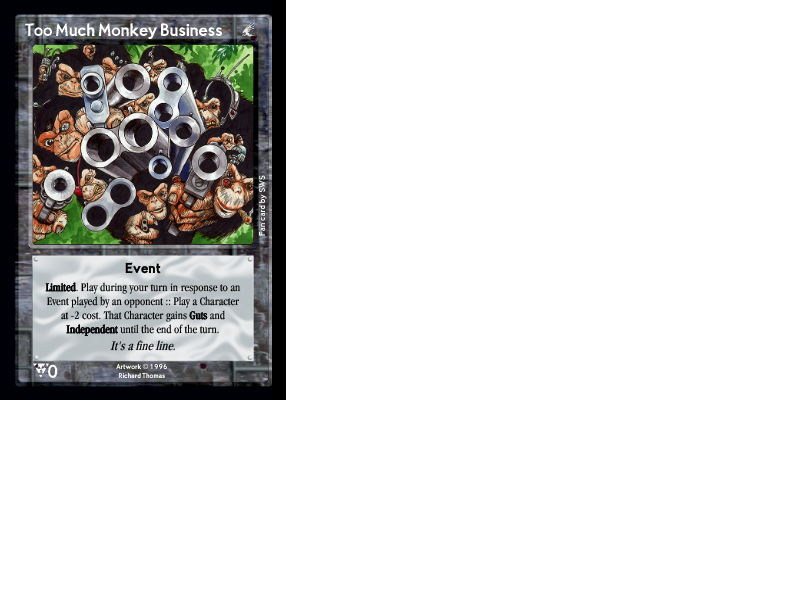 Too Much Monkey Business
Fan card by SWS
Event
Limited. Play during your turn in response to an
Event played by an opponent :: Play a Character
at -2 cost. That Character gains Guts and
Independent until the end of the turn.
It's a fine line.
0
Artwork © 1996
Richard Thomas